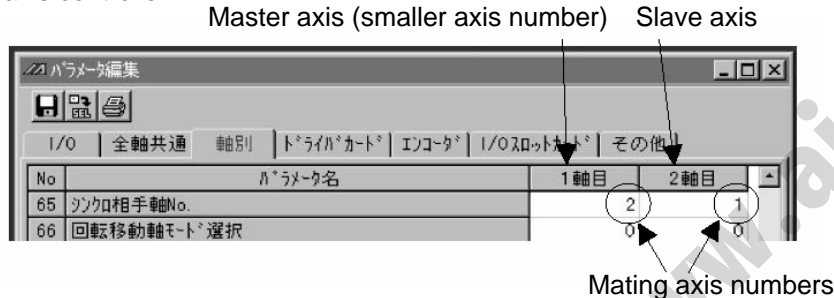 Master axis (smaller axis number) Slave axis
パラメータ編集
I/O 全軸共通 軸別 ドライバカード エンコーダ I/Oスロットカード その他
No パラメータ名 1軸目 2軸目
65 シンクロ相手軸No. 2 1
66 回転移動軸モード選択 0 0
Mating axis numbers